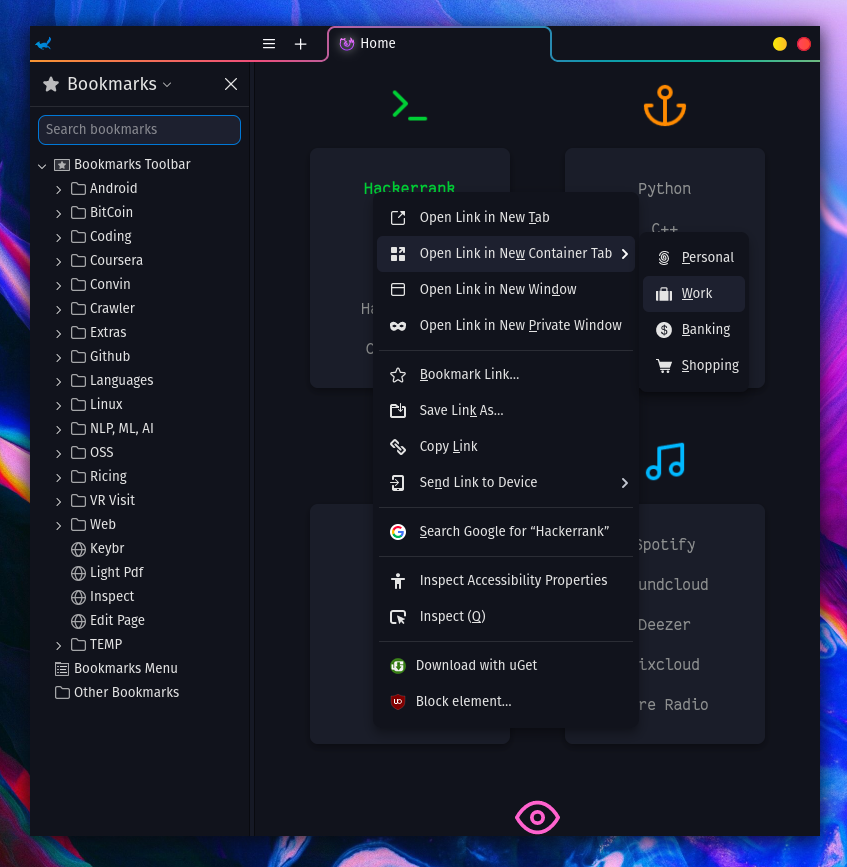 Home
Bookmarks
Search bookmarks
Bookmarks Toolbar
Android
BitCoin
Coding
Coursera
Convin
Crawler
Extras
Github
Languages
Linux
NLP, ML, AI
OSS
Ricing
VR Visit
Web
Keybr
Light Pdf
Inspect
Edit Page
TEMP
Bookmarks Menu
Other Bookmarks
Hackerrank
Open Link in New Tab
Open Link in New Container Tab
Open Link in New Window
Open Link in New Private Window
Bookmark Link...
Save Link As...
Copy Link
Send Link to Device
Search Google for “Hackerrank”
Inspect Accessibility Properties
Inspect (Q)
Download with uGet
Block element...
Python
C++
Personal
Work
Banking
Shopping
Spotify
Deezer
Radio